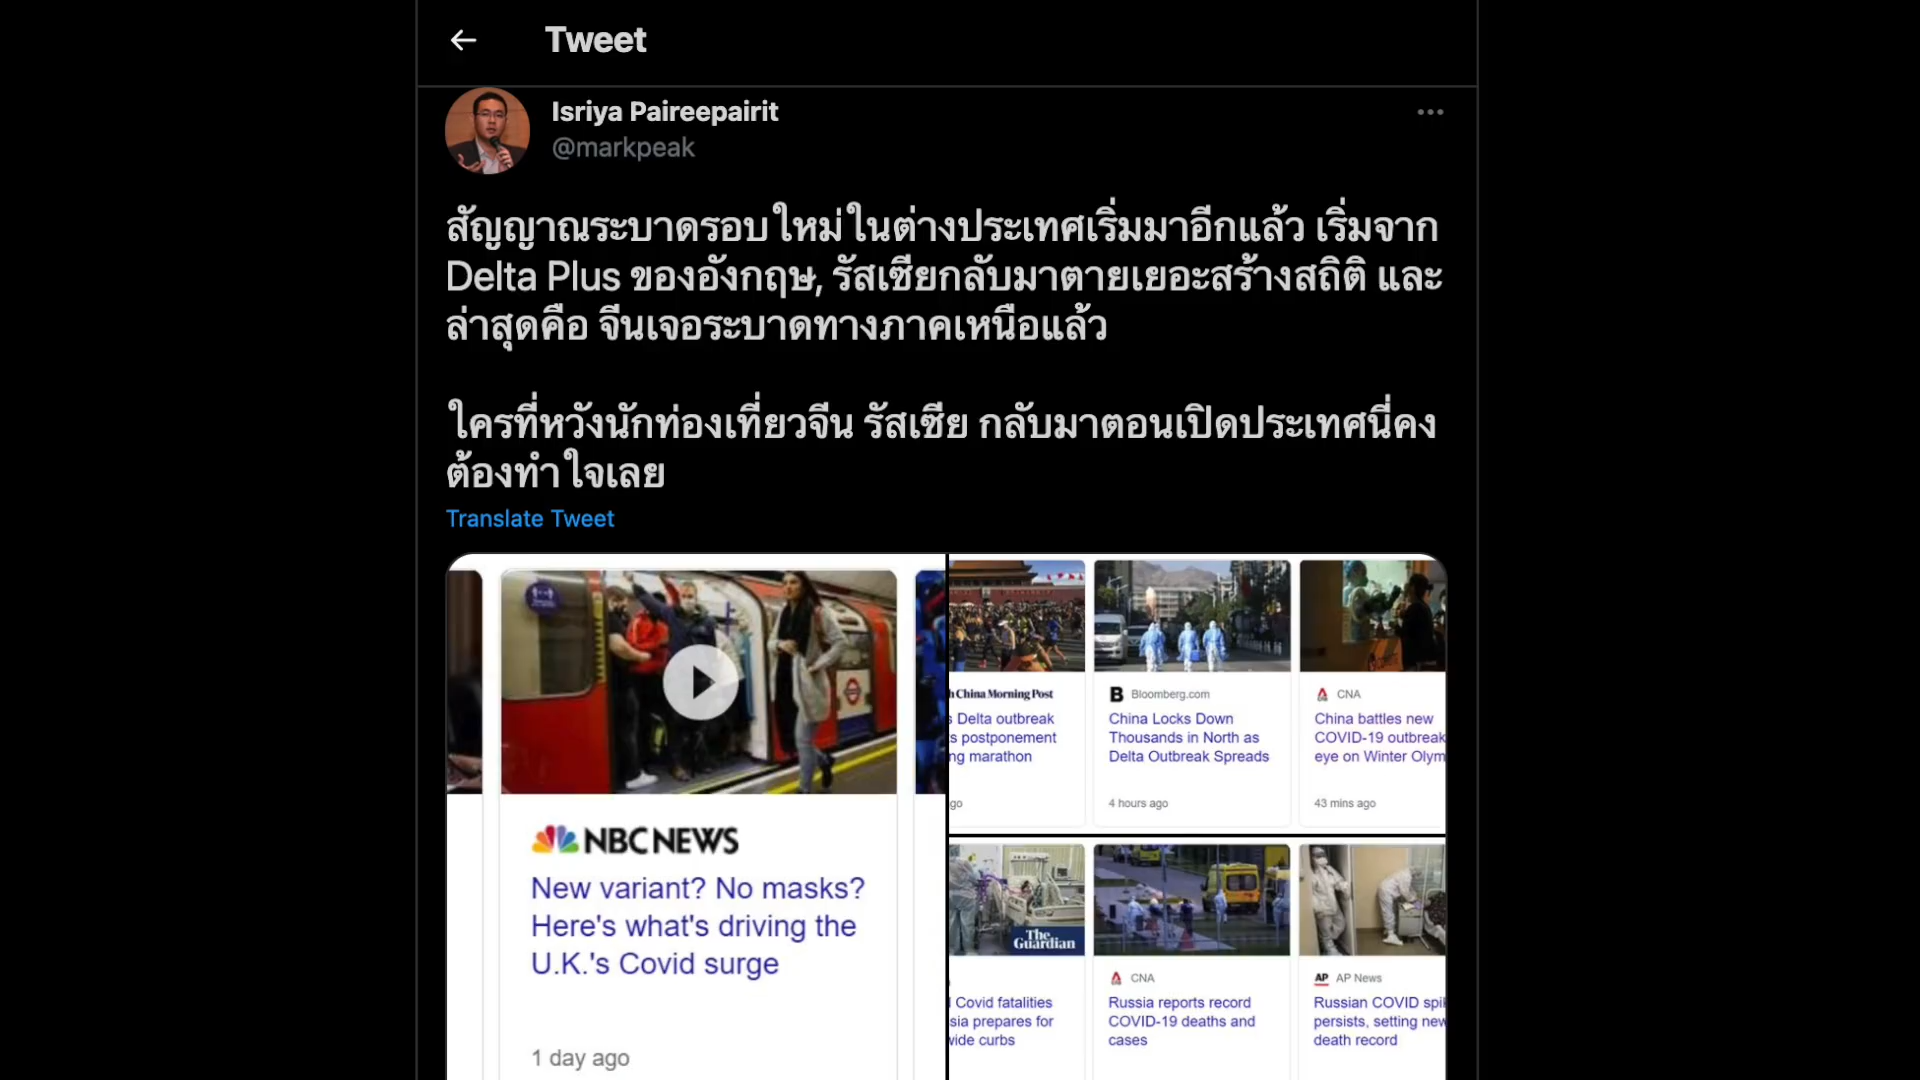 Tweet
Isriya Paireepairit
@markpeak
สัญญาณระบาดรอบใหม่ในต่างประเทศเริ่มมาอีกแล้ว เริ่มจาก
Delta Plus ของอังกฤษ, รัสเซียกลับมาตายเยอะสร้างสถิติ และ
ล่าสุดคือ จีนเจอระบาดทางภาคเหนือแล้ว
ใครที่หวังนักท่องเที่ยวจีน รัสเซีย กลับมาตอนเปิดประเทศนี่คง
ต้องทำใจเลย
Translate Tweet
NBC NEWS
New variant? No masks?
Here's what's driving the
U.K.'s Covid surge
1 day ago
h China Morning Post
s Delta outbreak
s postponement
ng marathon
go
B Bloomberg.com
China Locks Down
Thousands in North as
Delta Outbreak Spreads
4 hours ago
CNA
China battles new
COVID-19 outbreak
eye on Winter Olym
43 mins ago
The
Guardian
Covid fatalities
sia prepares for
wide curbs
CNA
Russia reports record
COVID-19 deaths and
cases
AP AP News
Russian COVID spi
persists, setting new
death record